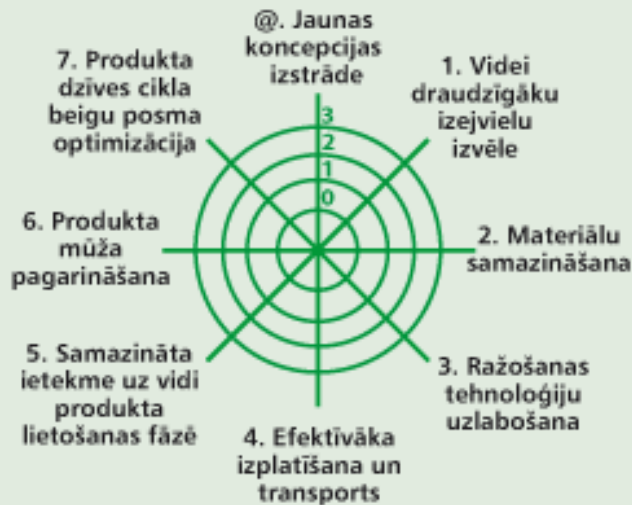 @. Jaunas
koncepcijas
izstrāde
1. Videi
draudzīgāku
izejvielu
izvēle
2. Materiālu
samazināšana
3. Ražošanas
tehnoloģiju
uzlabošana
4. Efektīvāka
izplatīšana un
transports
5. Samazināta
ietekme uz vidi
produkta
lietošanas fāzē
6. Produkta
mūža
pagarināšana
7. Produkta
dzīves cikla
beigu posma
optimizācija
3
2
1
0